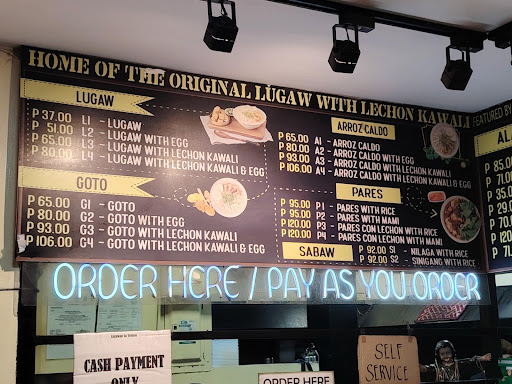 HOME OF THE ORIGINAL LUGAW WITH LECHON KAWALI
LUGAW
P 37.00 L1 - LUGAW
P 51.00 L2 - LUGAW WITH EGG
P 65.00 L3 - LUGAW WITH LECHON KAWALI
P 80.00 L4 - LUGAW WITH LECHON KAWALI & EGG
GOTO
P 65.00 G1 - GOTO
P 80.00 G2 - GOTO WITH EGG
P 93.00 G3 - GOTO WITH LECHON KAWALI
P 106.00 G4 - GOTO WITH LECHON KAWALI & EGG
ARROZ CALDO
P 65.00 A1 - ARROZ CALDO
P 80.00 A2 - ARROZ CALDO WITH EGG
P 93.00 A3 - ARROZ CALDO WITH LECHON KAWALI
P 106.00 A4 - ARROZ CALDO WITH LECHON KAWALI & EGG
PARES
P 95.00 P1 - PARES WITH RICE
P 95.00 P2 - PARES WITH MAMI
P 120.00 P3 - PARES CON LECHON WITH RICE
P 120.00 P4 - PARES CON LECHON WITH MAMI
SABAW
P 92.00 S1 - NILAGA WITH RICE
P 92.00 S2 - SINIGANG WITH RICE
FEATURED BY
P 85.0
ORDER HERE / PAY AS YOU ORDER
CASH PAYMENT
ONLY
ORDER HERE
SELF
SERVICE